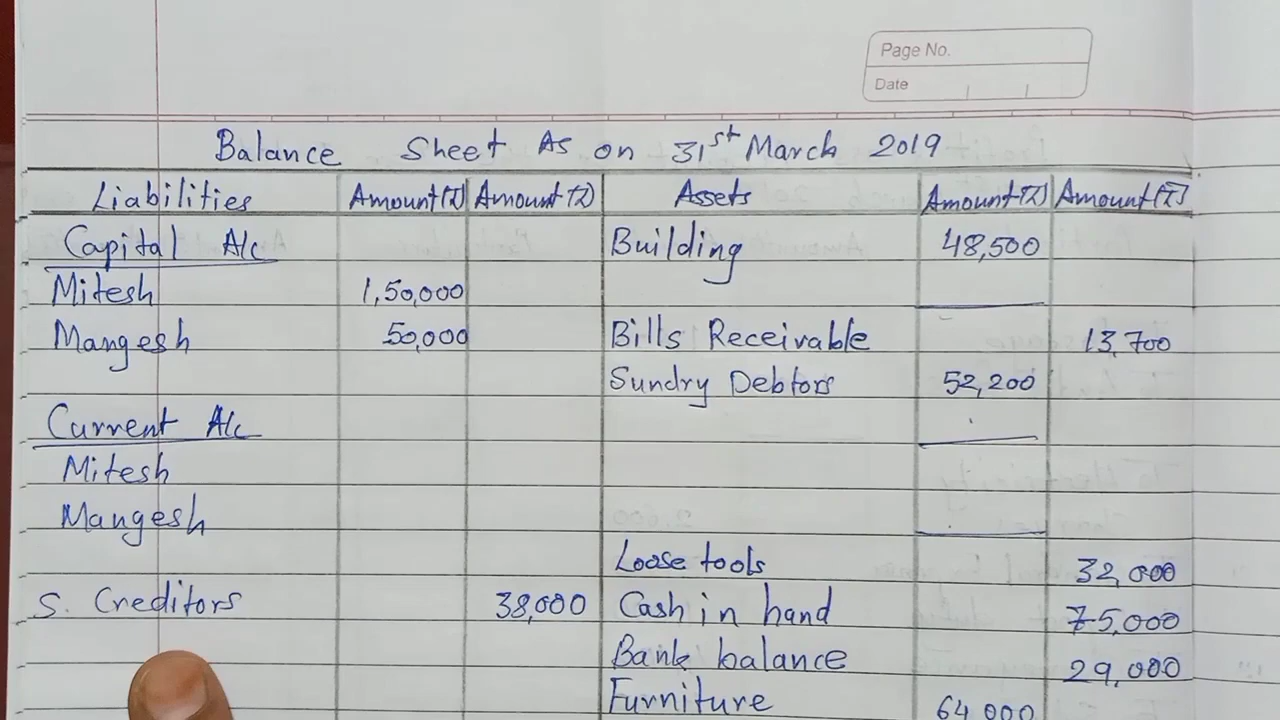 Page No.
Date
Balance Sheet As on 31st March 2019
Liabilities Amount(₹) Amount(₹) Assets Amount(₹) Amount(₹)
Capital A/c Building 48,500
Mitesh 1,50,000
Mangesh 50,000 Bills Receivable 13,700
Sundry Debtors 52,200
Current A/c
Mitesh
Mangesh
Loose tools 32,000
S. Creditors 38,000 Cash in hand 75,000
Bank balance 29,000
Furniture 64,000